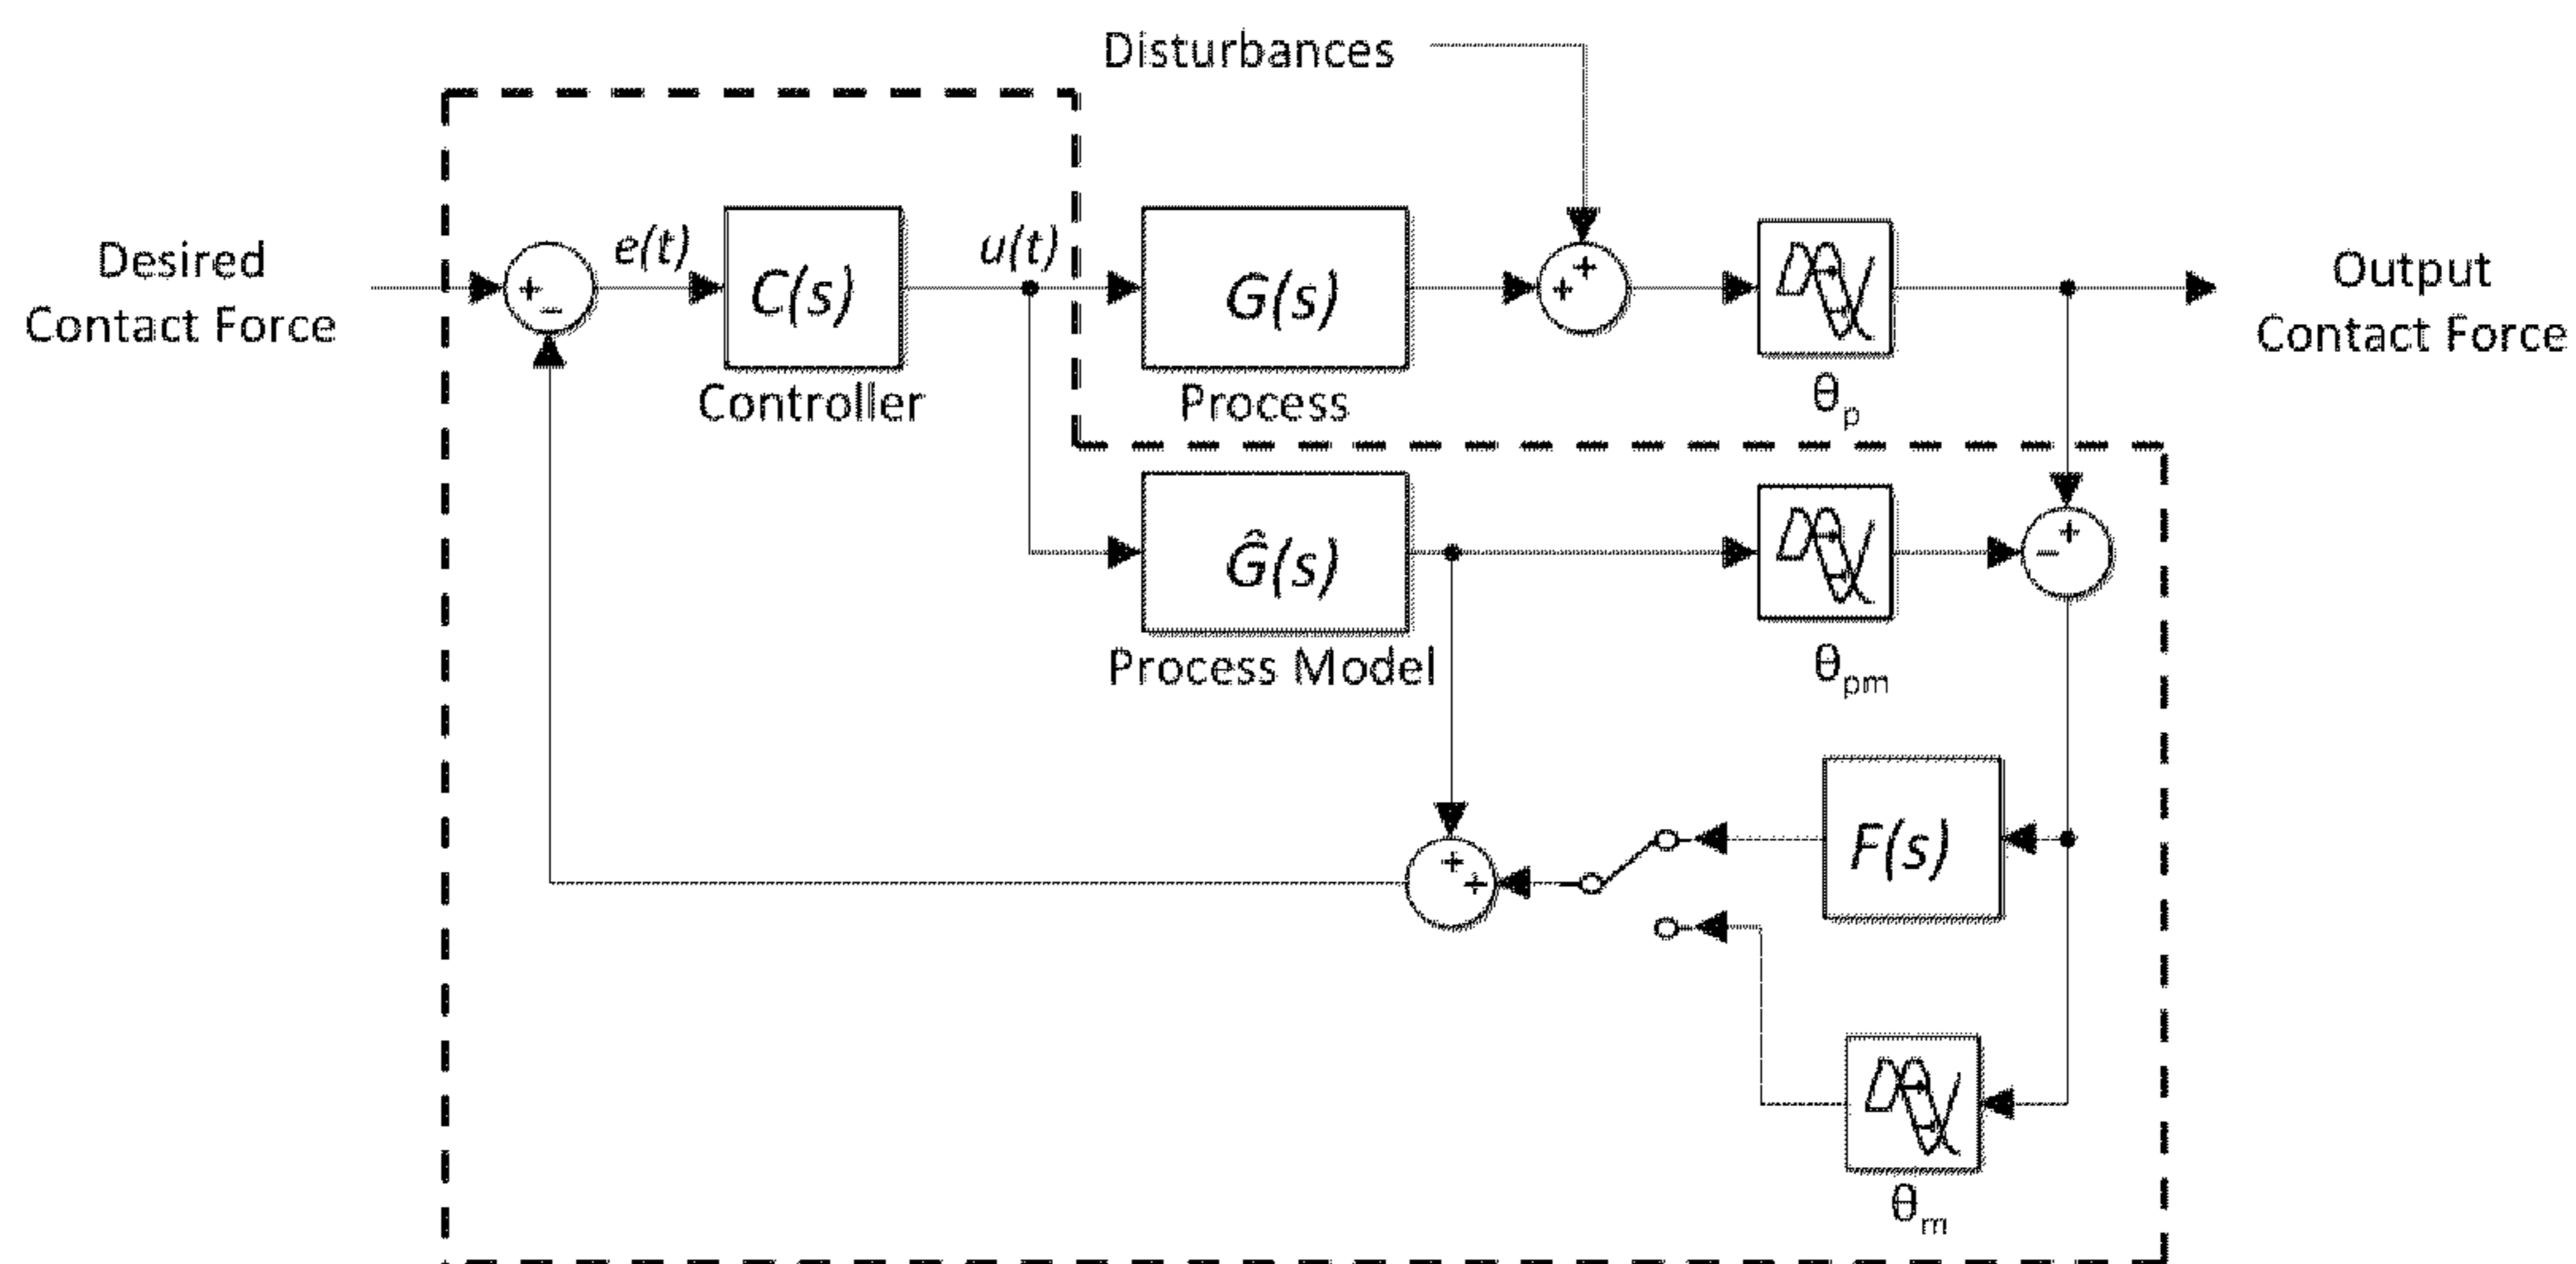 Disturbances
Desired
Contact Force
+
−
e(t)
C(s)
Controller
u(t)
G(s)
Process
+
+
θp
Output
Contact Force
Ĝ(s)
Process Model
θpm
+
−
F(s)
+
+
θm